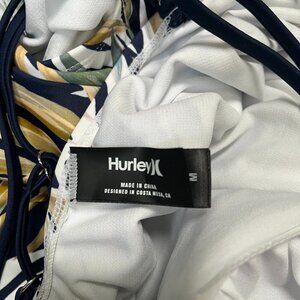 Hurley
MADE IN CHINA
DESIGNED IN COSTA MESA, CA
M